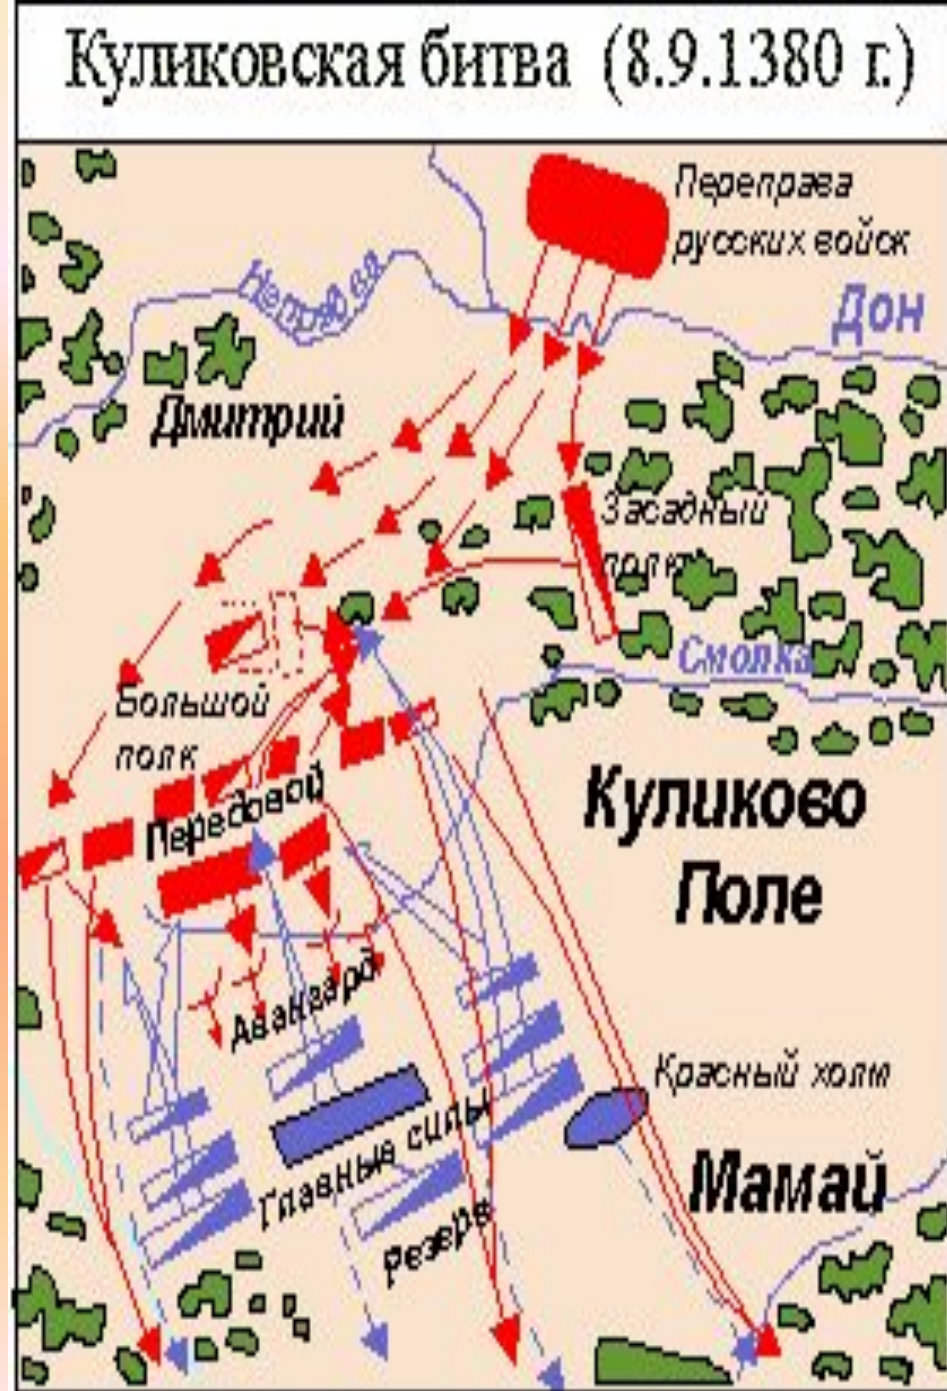 Куликовская битва (8.9.1380 г.)
Переправа
русских войск
Непрядва
Дон
Дмитрий
Засадный
полк
Смолка
Большой
полк
Передовой
Куликово
Поле
Авангард
Красный холм
Главные силы
Мамай
Резерв